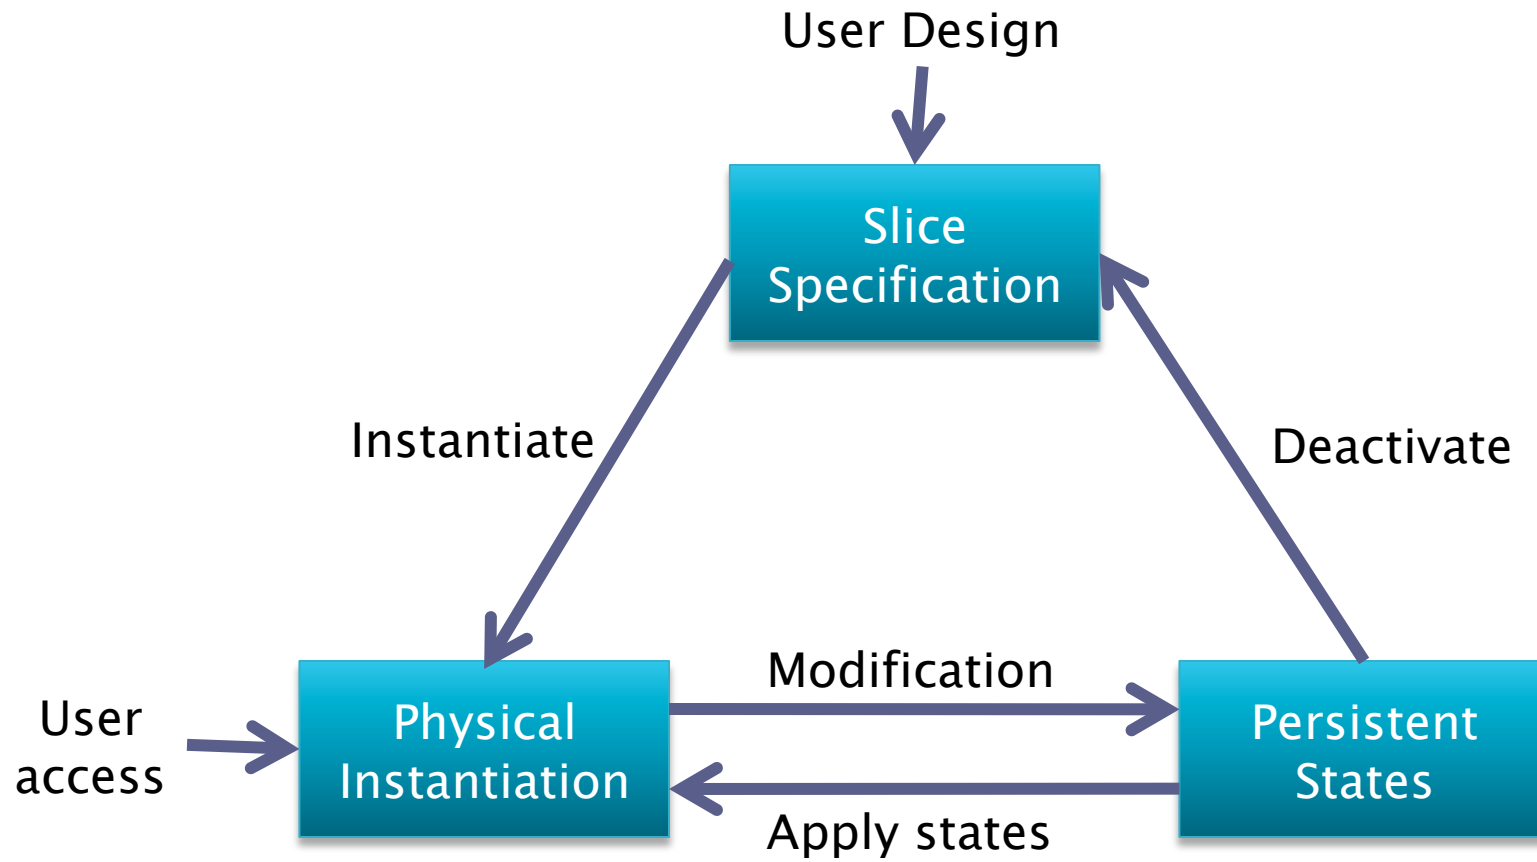 User Design
Slice
Specification
Instantiate
Deactivate
Modification
User
access
Physical
Instantiation
Persistent
States
Apply states